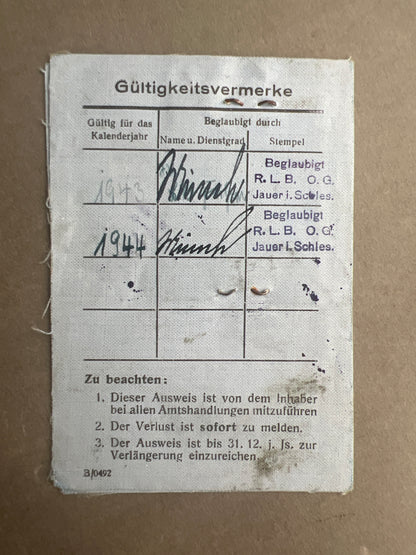 Gültigkeitsvermerke
Gültig für das
Kalenderjahr
Beglaubigt durch
Name u. Dienstgrad
Stempel
1943
Beglaubigt
R. L. B. O. G.
Jauer i. Schles.
1944
Beglaubigt
R. L. B. O. G.
Jauer i. Schles.
Zu beachten:
1. Dieser Ausweis ist von dem Inhaber
bei allen Amtshandlungen mitzuführen
2. Der Verlust ist sofort zu melden.
3. Der Ausweis ist bis 31. 12. j. Js. zur
Verlängerung einzureichen.
B/0492